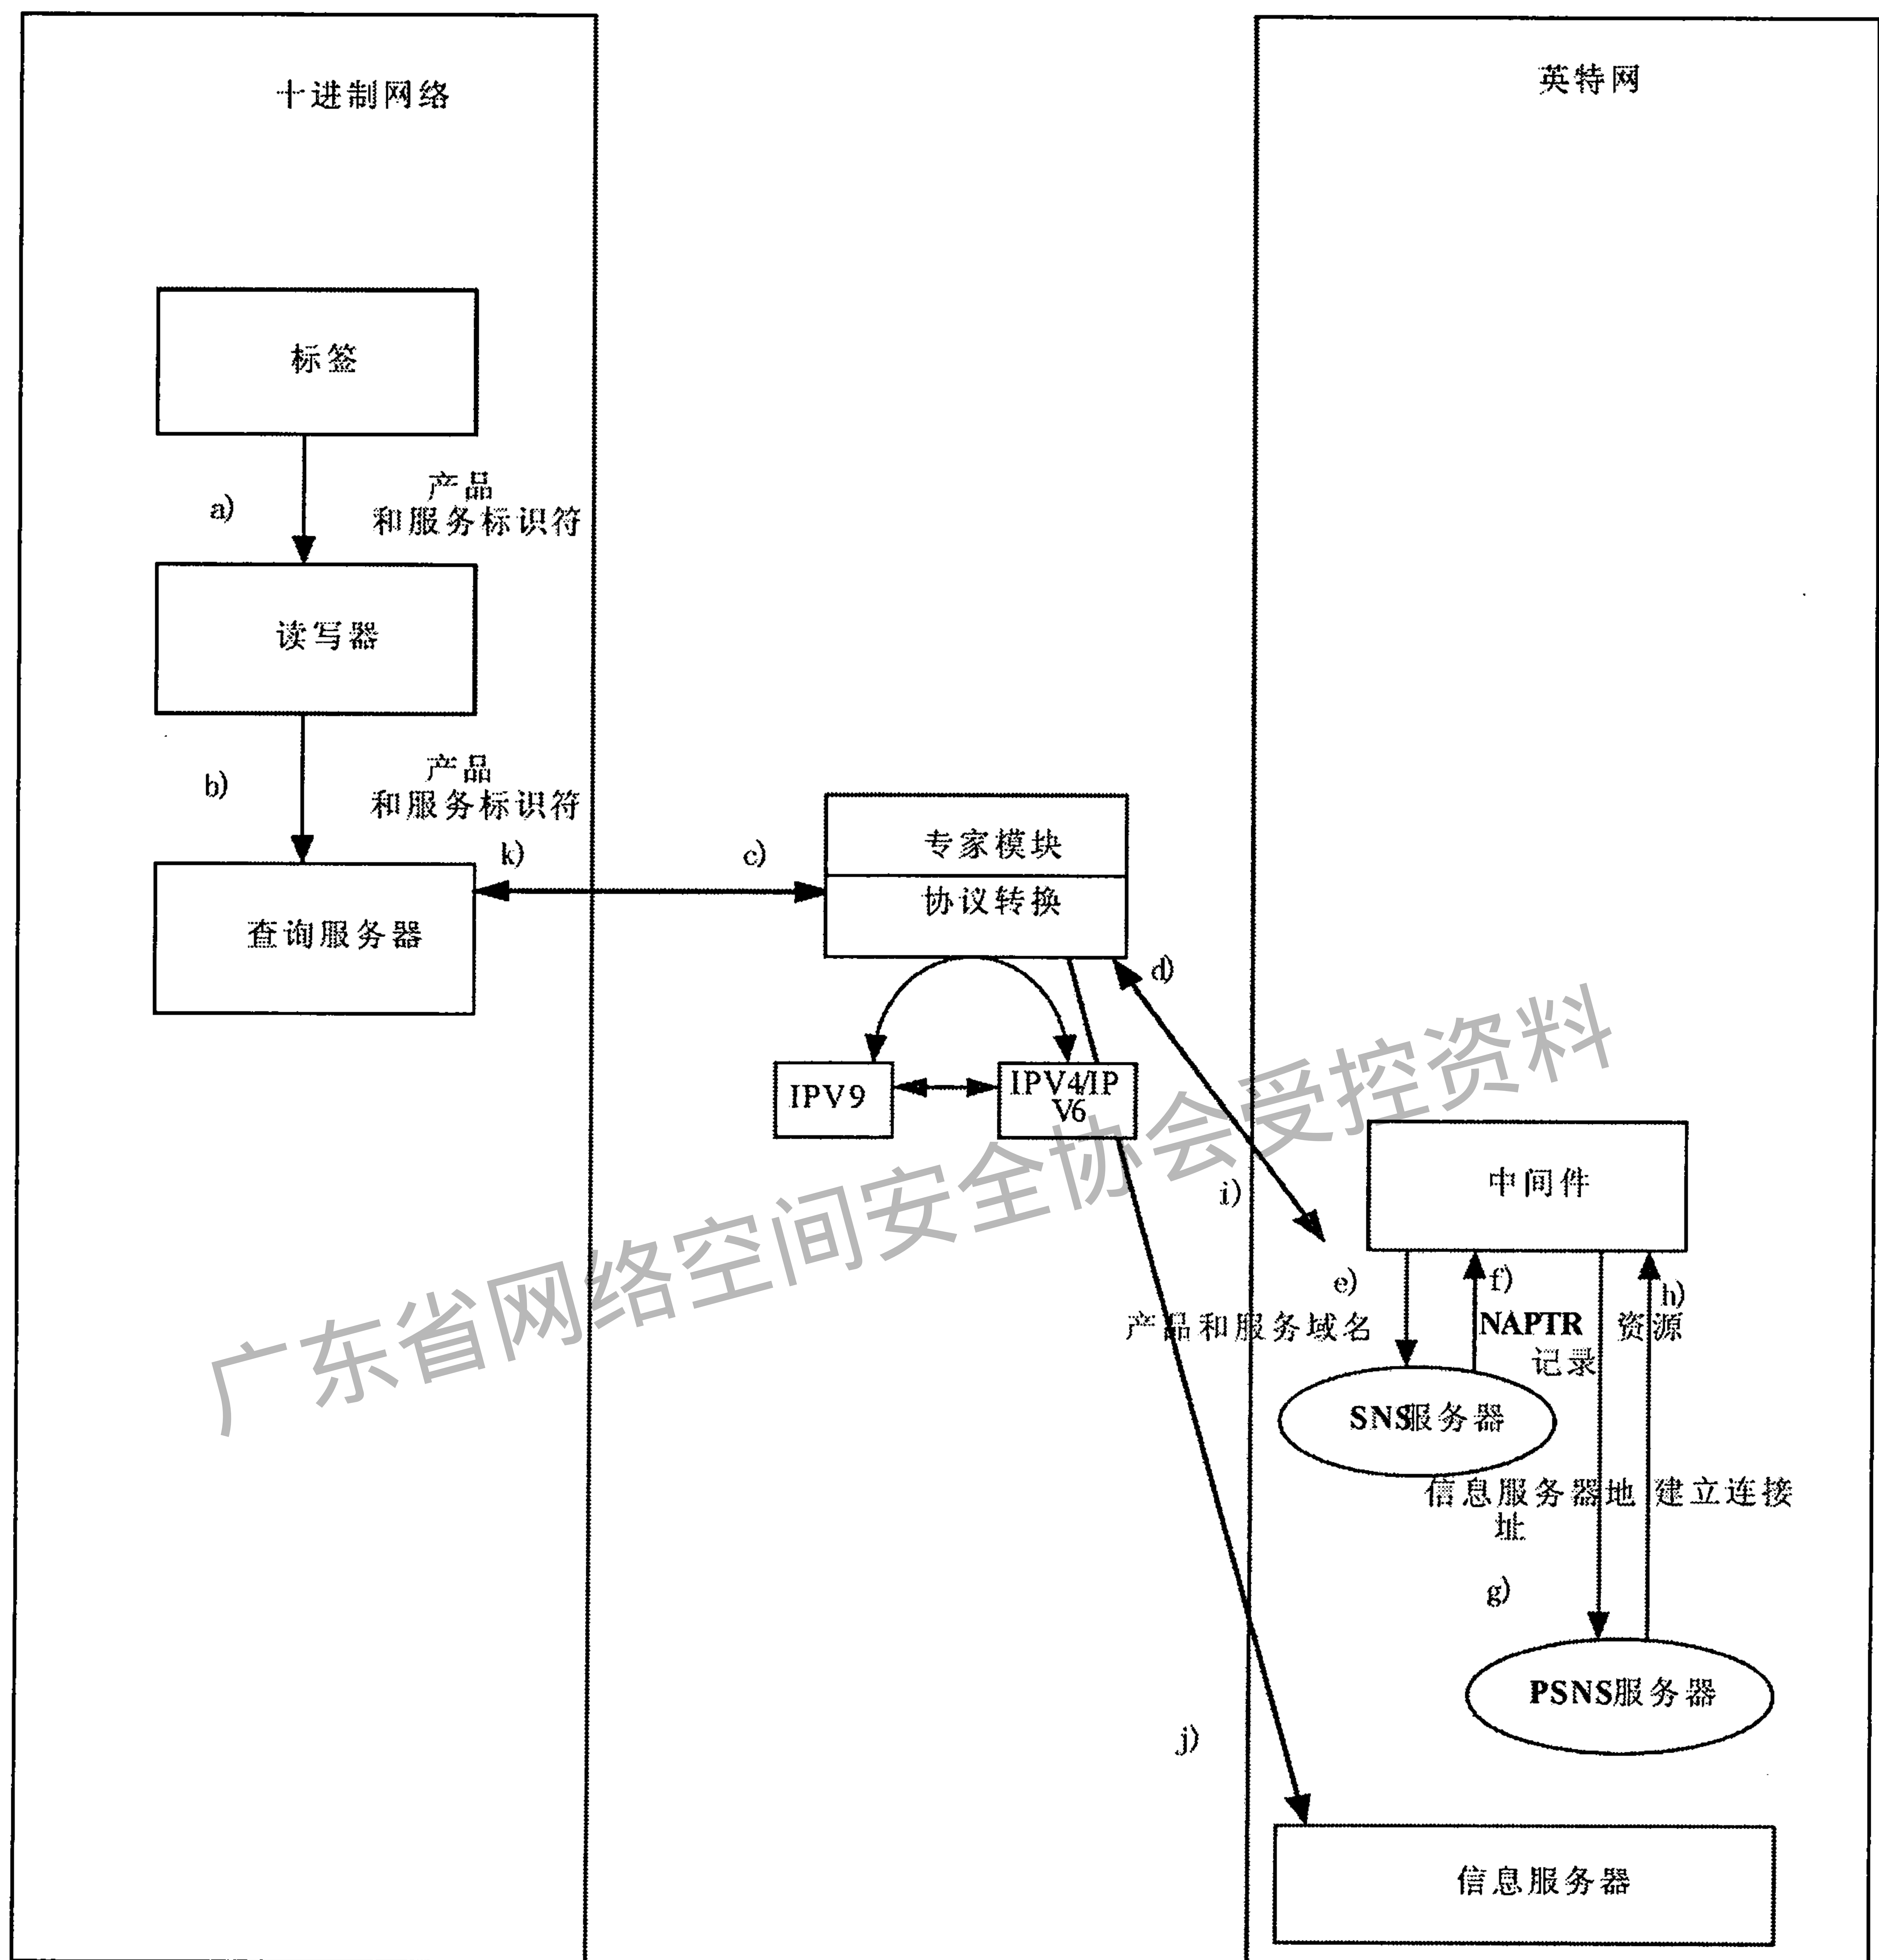 十进制网络
英特网
标签
a)
产品
和服务标识符
读写器
b)
产品
和服务标识符
k)
c)
专家模块
协议转换
查询服务器
d)
IPV9
IPV4/IP
V6
中间件
i)
e)
f)
h)
产品和服务域名
NAPTR
记录
资源
SNS服务器
信息服务器地
址
建立连接
g)
PSNS服务器
j)
信息服务器
广东省网络空间安全协会受控资料